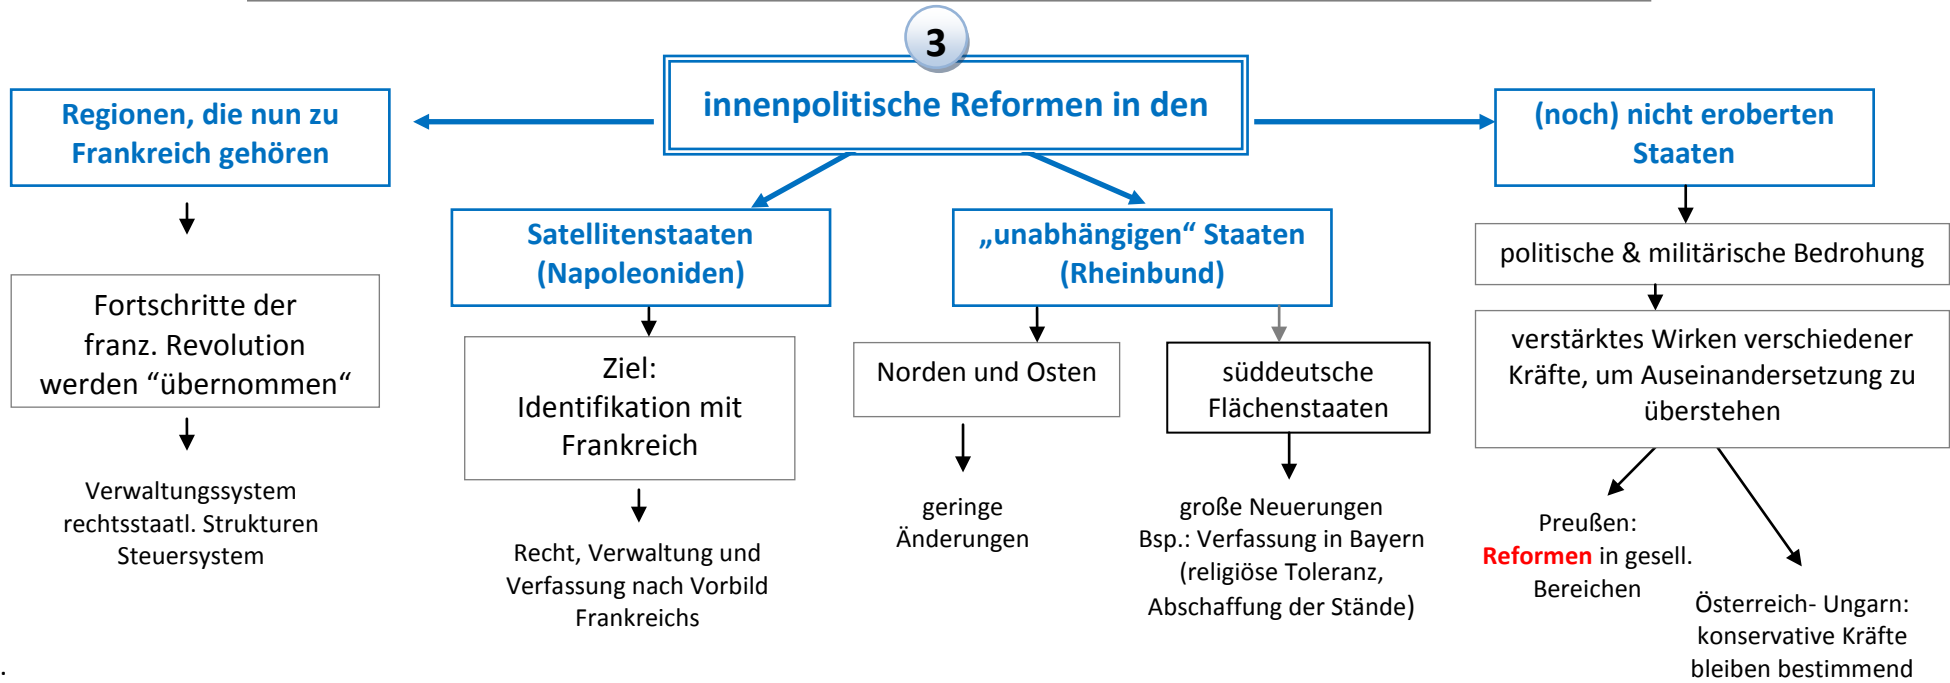 3
innenpolitische Reformen in den
Regionen, die nun zu
Frankreich gehören
Fortschritte der
franz. Revolution
werden “übernommen“
Verwaltungssystem
rechtsstaatl. Strukturen
Steuersystem
Satellitenstaaten
(Napoleoniden)
Ziel:
Identifikation mit
Frankreich
Recht, Verwaltung und
Verfassung nach Vorbild
Frankreichs
„unabhängigen“ Staaten
(Rheinbund)
Norden und Osten
geringe
Änderungen
süddeutsche
Flächenstaaten
große Neuerungen
Bsp.: Verfassung in Bayern
(religiöse Toleranz,
Abschaffung der Stände)
(noch) nicht eroberten
Staaten
politische & militärische Bedrohung
verstärktes Wirken verschiedener
Kräfte, um Auseinandersetzung zu
überstehen
Preußen:
Reformen in gesell.
Bereichen
Österreich- Ungarn:
konservative Kräfte
bleiben bestimmend
.